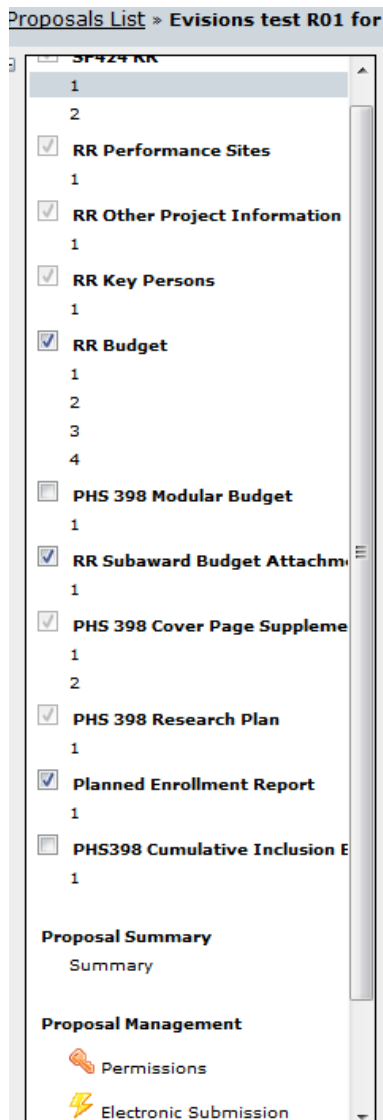 Proposals List » Evisions test R01 for
SF424 RR
1
2
RR Performance Sites
1
RR Other Project Information
1
RR Key Persons
1
RR Budget
1
2
3
4
PHS 398 Modular Budget
1
RR Subaward Budget Attachm
1
PHS 398 Cover Page Suppleme
1
2
PHS 398 Research Plan
1
Planned Enrollment Report
1
PHS398 Cumulative Inclusion E
1
Proposal Summary
Summary
Proposal Management
Permissions
Electronic Submission